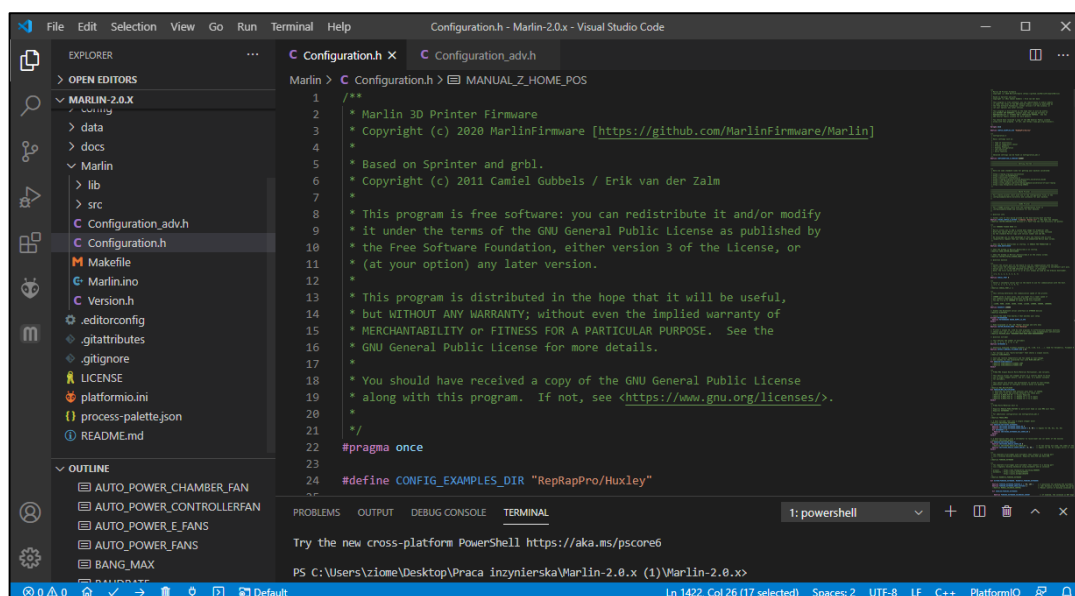 File Edit Selection View Go Run Terminal Help Configuration.h - Marlin-2.0.x - Visual Studio Code
EXPLORER
OPEN EDITORS
MARLIN-2.0.X
config
data
docs
Marlin
lib
src
Configuration_adv.h
Configuration.h
Makefile
Marlin.ino
Version.h
.editorconfig
.gitattributes
.gitignore
LICENSE
platformio.ini
process-palette.json
README.md
OUTLINE
AUTO_POWER_CHAMBER_FAN
AUTO_POWER_CONTROLLERFAN
AUTO_POWER_E_FANS
AUTO_POWER_FANS
BANG_MAX
BAUDRATE
Configuration.h Configuration_adv.h
Marlin > Configuration.h > MANUAL_Z_HOME_POS
1 /**
2 * Marlin 3D Printer Firmware
3 * Copyright (c) 2020 MarlinFirmware [https://github.com/MarlinFirmware/Marlin]
4 *
5 * Based on Sprinter and grbl.
6 * Copyright (c) 2011 Camiel Gubbels / Erik van der Zalm
7 *
8 * This program is free software: you can redistribute it and/or modify
9 * it under the terms of the GNU General Public License as published by
10 * the Free Software Foundation, either version 3 of the License, or
11 * (at your option) any later version.
12 *
13 * This program is distributed in the hope that it will be useful,
14 * but WITHOUT ANY WARRANTY; without even the implied warranty of
15 * MERCHANTABILITY or FITNESS FOR A PARTICULAR PURPOSE. See the
16 * GNU General Public License for more details.
17 *
18 * You should have received a copy of the GNU General Public License
19 * along with this program. If not, see <https://www.gnu.org/licenses/>.
20 *
21 */
22 #pragma once
23
24 #define CONFIG_EXAMPLES_DIR "RepRapPro/Huxley"
25
PROBLEMS OUTPUT DEBUG CONSOLE TERMINAL 1: powershell
Try the new cross-platform PowerShell https://aka.ms/pscore6
PS C:\Users\ziome\Desktop\Praca inzynierska\Marlin-2.0.x (1)\Marlin-2.0.x>
0 0 Default Ln 1422, Col 26 (17 selected) Spaces: 2 UTF-8 LF C++ PlatformIO